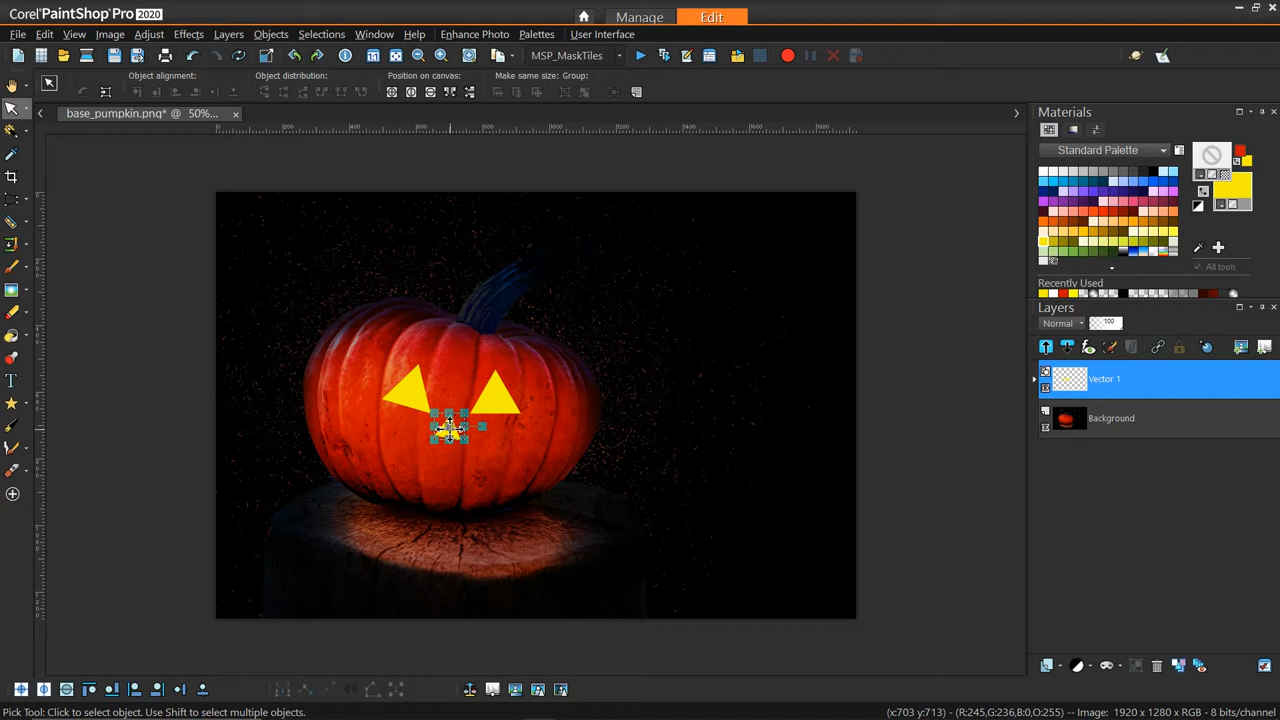 Corel® PaintShop® Pro 2020
Manage
Edit
File Edit View Image Adjust Effects Layers Objects Selections Window Help Enhance Photo Palettes User Interface
MSP_MaskTiles
Object alignment: Object distribution: Position on canvas: Make same size: Group:
base_pumpkin.png* @ 50%...
Materials
Standard Palette
All tools
Recently Used
Layers
Normal
100
Vector 1
Background
Pick Tool: Click to select object. Use Shift to select multiple objects.
(x:703 y:713) -- (R:245,G:236,B:0,O:255) -- Image: 1920 x 1280 x RGB - 8 bits/channel